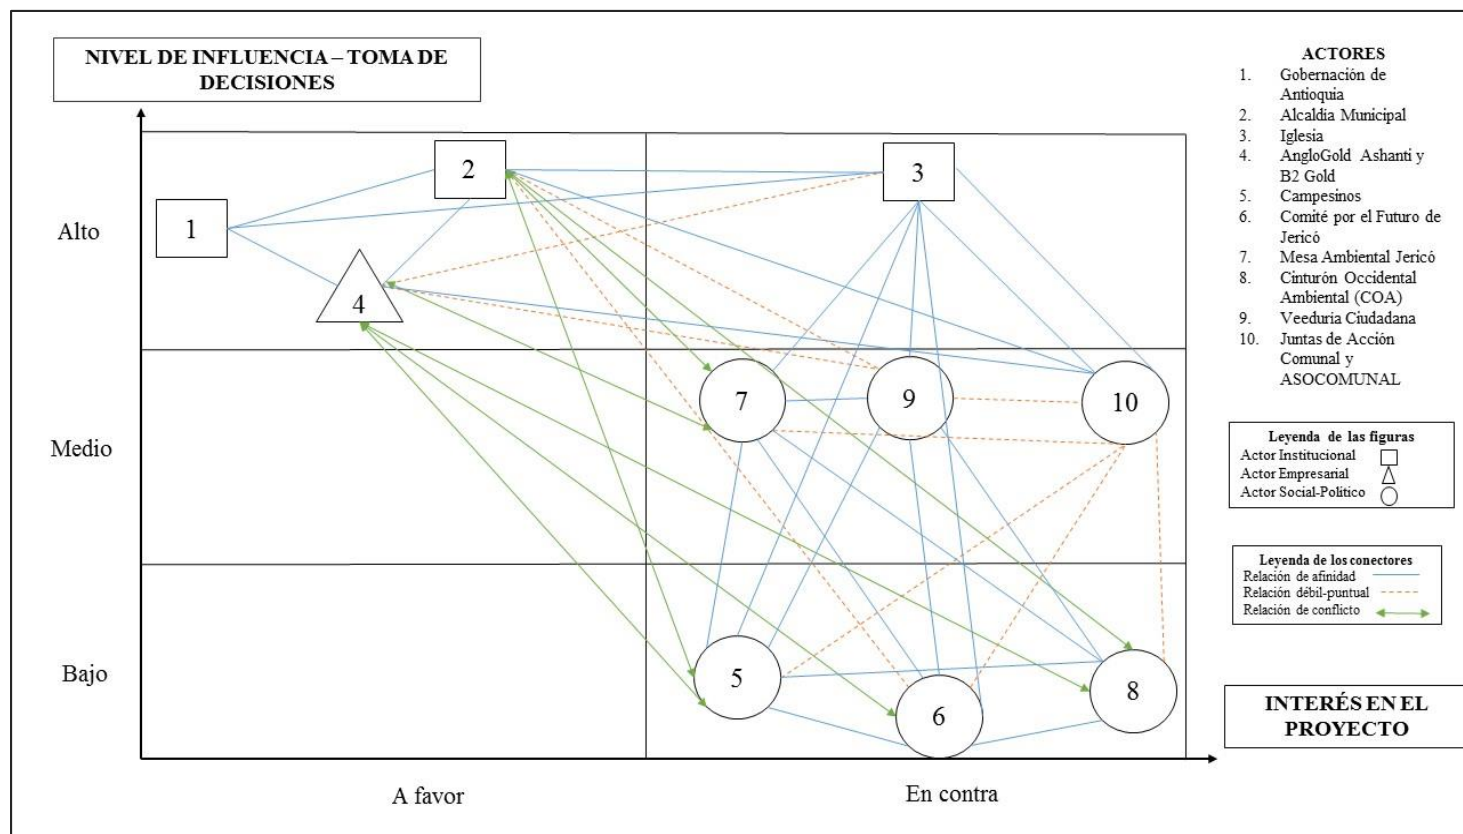 NIVEL DE INFLUENCIA – TOMA DE
DECISIONES
ACTORES
1. Gobernación de
Antioquia
2. Alcaldia Municipal
3. Iglesia
4. AngloGold Ashanti y
B2 Gold
5. Campesinos
6. Comité por el Futuro de
Jericó
7. Mesa Ambiental Jericó
8. Cinturón Occidental
Ambiental (COA)
9. Veeduria Ciudadana
10. Juntas de Acción
Comunal y
ASOCOMUNAL
Alto
1
2
3
4
Medio
7
9
10
Leyenda de las figuras
Actor Institucional
Actor Empresarial
Actor Social-Político
Leyenda de los conectores
Relación de afinidad
Relación débil-puntual
Relación de conflicto
Bajo
5
6
8
INTERÉS EN EL
PROYECTO
A favor
En contra